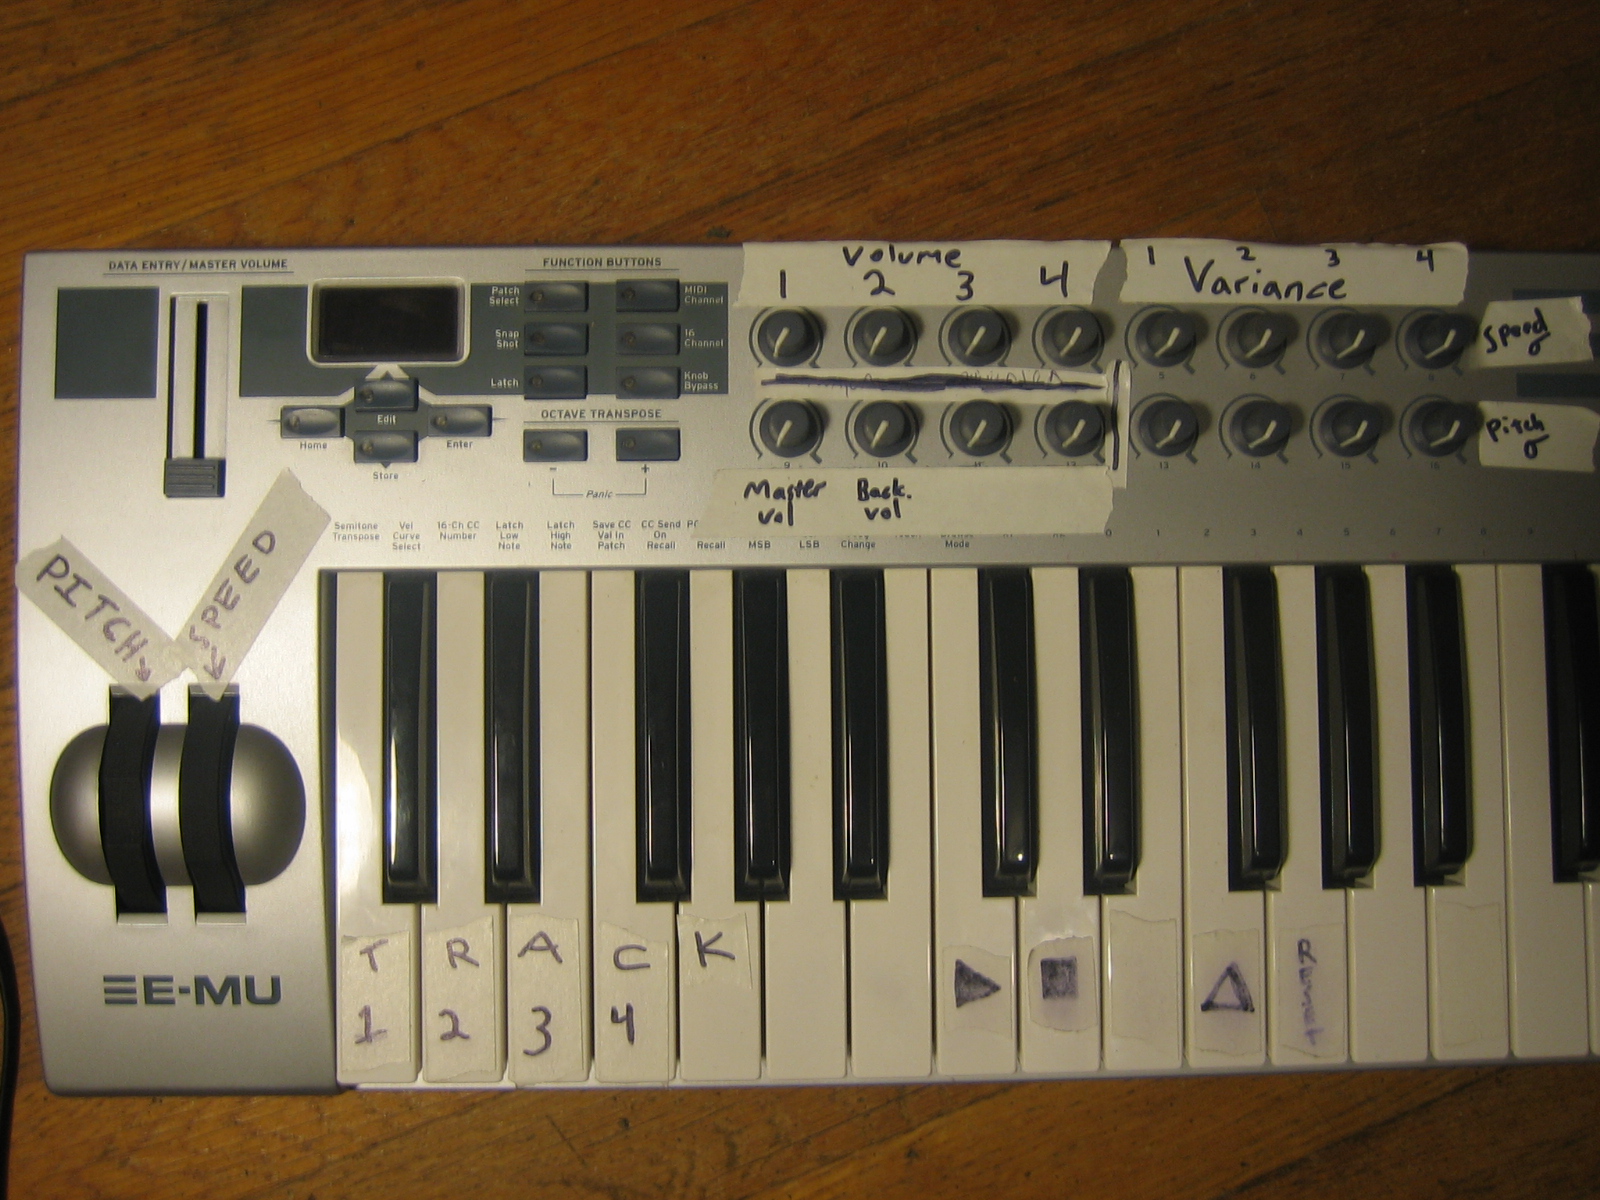 DATA ENTRY/MASTER VOLUME
FUNCTION BUTTONS
Patch Select
MIDI Channel
Snap Shot
16 Channel
Latch
Knob Bypass
OCTAVE TRANSPOSE
- +
Panic
Home
Edit
Enter
Store
Volume
1 2 3 4
1 2 3 4
Variance
Speed σ
5 6 7 8
Pitch σ
9 10 11 12 13 14 15 16
Master vol
Back. vol
Semitone Transpose
Vel Curve Select
16-Ch CC Number
Latch Low Note
Latch High Note
Save CC Val In Patch
CC Send On Recall
PC
Recall
MSB
LSB
Change
Mode
0 1 2 3 4 5 6 7 8 9
PITCH
SPEED
E-MU
T R A C K
1 2 3 4